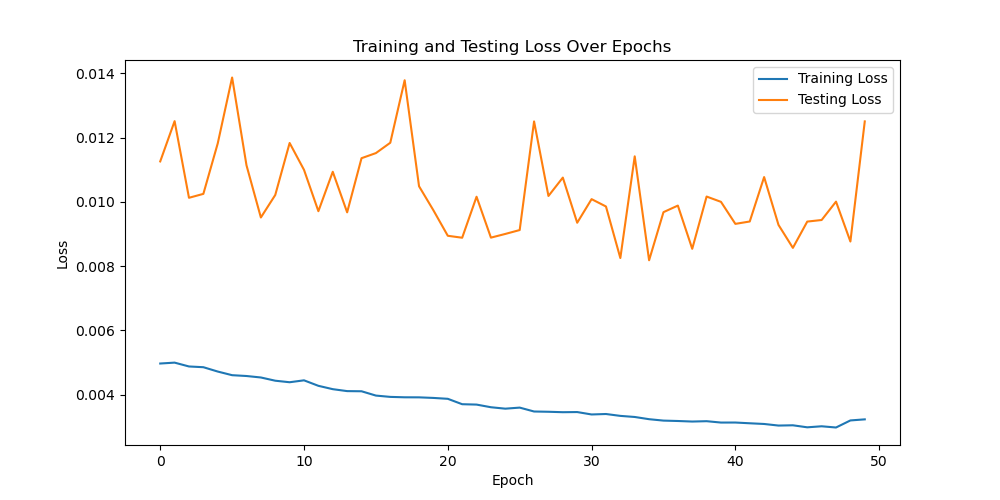 Training and Testing Loss Over Epochs
Training Loss
Testing Loss
0.014
0.012
0.010
0.008
0.006
0.004
Loss
0 10 20 30 40 50
Epoch